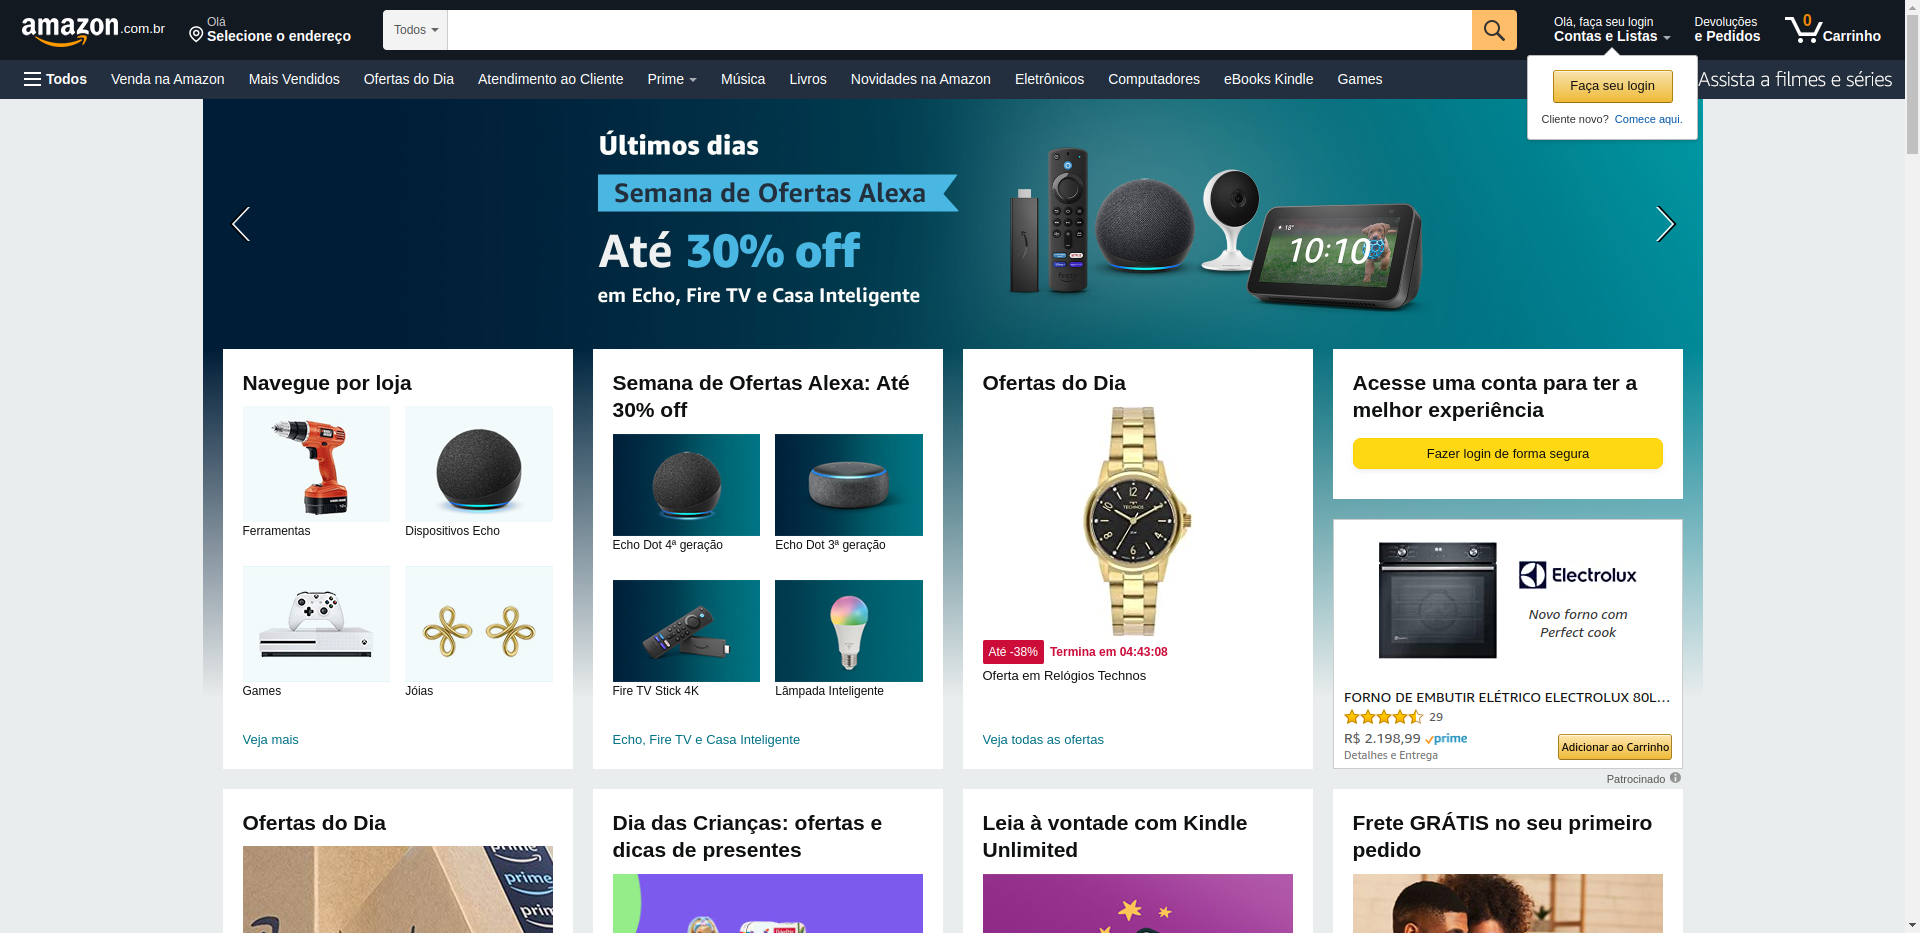 amazon.com.br
Olá
Selecione o endereço
Todos
Olá, faça seu login
Contas e Listas
Devoluções
e Pedidos
0
Carrinho
Todos
Venda na Amazon
Mais Vendidos
Ofertas do Dia
Atendimento ao Cliente
Prime
Música
Livros
Novidades na Amazon
Eletrônicos
Computadores
eBooks Kindle
Games
Assista a filmes e séries
Faça seu login
Cliente novo? Comece aqui.
Últimos dias
Semana de Ofertas Alexa
Até 30% off
em Echo, Fire TV e Casa Inteligente
18°
10:10
Navegue por loja
Ferramentas
Dispositivos Echo
Games
Jóias
Veja mais
Semana de Ofertas Alexa: Até
30% off
Echo Dot 4ª geração
Echo Dot 3ª geração
Fire TV Stick 4K
Lâmpada Inteligente
Echo, Fire TV e Casa Inteligente
Ofertas do Dia
12
TECHNOS
6
Até -38%
Termina em 04:43:08
Oferta em Relógios Technos
Veja todas as ofertas
Acesse uma conta para ter a
melhor experiência
Fazer login de forma segura
Electrolux
Novo forno com
Perfect cook
FORNO DE EMBUTIR ELÉTRICO ELECTROLUX 80L...
29
R$ 2.198,99 prime
Detalhes e Entrega
Adicionar ao Carrinho
Patrocinado
Ofertas do Dia
prime
prime
Dia das Crianças: ofertas e
dicas de presentes
Leia à vontade com Kindle
Unlimited
Frete GRÁTIS no seu primeiro
pedido